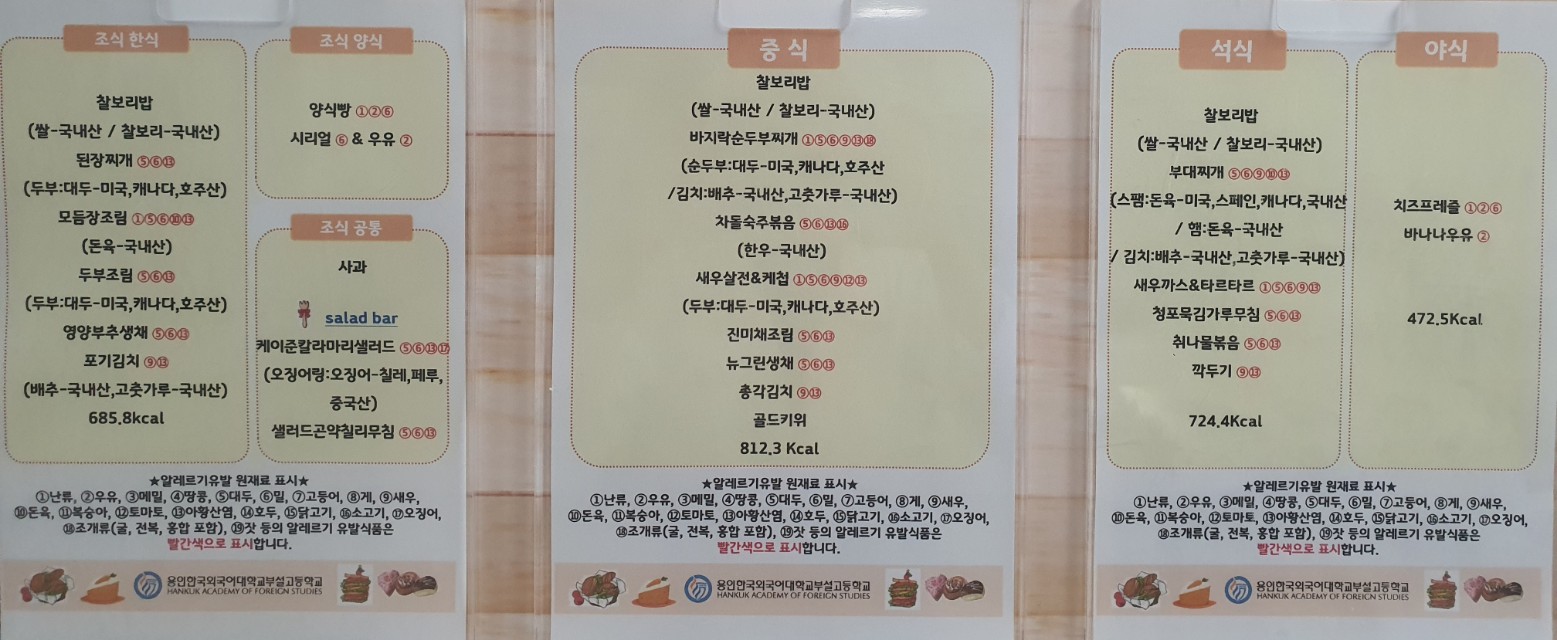 조식 한식
찰보리밥
(쌀-국내산 / 찰보리-국내산)
된장찌개 ⑤⑥⑬
(두부:대두-미국,캐나다,호주산)
모듬장조림 ①⑤⑥⑩⑬
(돈육-국내산)
두부조림 ⑤⑥⑬
(두부:대두-미국,캐나다,호주산)
영양부추생채 ⑤⑥⑬
포기김치 ⑨⑬
(배추-국내산,고춧가루-국내산)
685.8kcal
조식 양식
양식빵 ①②⑥
시리얼 ⑥ & 우유 ②
조식 공통
사과
salad bar
케이준칼라마리샐러드 ⑤⑥⑬⑰
(오징어링:오징어-칠레,페루,
중국산)
샐러드곤약칠리무침 ⑤⑥⑬
★알레르기유발 원재료 표시★
①난류, ②우유, ③메밀, ④땅콩, ⑤대두, ⑥밀, ⑦고등어, ⑧게, ⑨새우,
⑩돈육, ⑪복숭아, ⑫토마토, ⑬아황산염, ⑭호두, ⑮닭고기, ⑯소고기, ⑰오징어,
⑱조개류(굴, 전복, 홍합 포함), ⑲잣 등의 알레르기 유발식품은
빨간색으로 표시합니다.
용인한국외국어대학교부설고등학교
HANKUK ACADEMY OF FOREIGN STUDIES
중 식
찰보리밥
(쌀-국내산 / 찰보리-국내산)
바지락순두부찌개 ①⑤⑥⑨⑬⑱
(순두부:대두-미국,캐나다,호주산
/김치:배추-국내산,고춧가루-국내산)
차돌숙주볶음 ⑤⑥⑬⑯
(한우-국내산)
새우살전&케첩 ①⑤⑥⑨⑫⑬
(두부:대두-미국,캐나다,호주산)
진미채조림 ⑤⑥⑬
뉴그린생채 ⑤⑥⑬
총각김치 ⑨⑬
골드키위
812.3 Kcal
★알레르기유발 원재료 표시★
①난류, ②우유, ③메밀, ④땅콩, ⑤대두, ⑥밀, ⑦고등어, ⑧게, ⑨새우,
⑩돈육, ⑪복숭아, ⑫토마토, ⑬아황산염, ⑭호두, ⑮닭고기, ⑯소고기, ⑰오징어,
⑱조개류(굴, 전복, 홍합 포함), ⑲잣 등의 알레르기 유발식품은
빨간색으로 표시합니다.
용인한국외국어대학교부설고등학교
HANKUK ACADEMY OF FOREIGN STUDIES
석식
찰보리밥
(쌀-국내산 / 찰보리-국내산)
부대찌개 ⑤⑥⑨⑩⑬
(스팸:돈육-미국,스페인,캐나다,국내산
/ 햄:돈육-국내산
/ 김치:배추-국내산,고춧가루-국내산)
새우까스&타르타르 ①⑤⑥⑨⑬
청포묵김가루무침 ⑤⑥⑬
취나물볶음 ⑤⑥⑬
깍두기 ⑨⑬
724.4Kcal
야식
치즈프레즐 ①②⑥
바나나우유 ②
472.5Kcal
★알레르기유발 원재료 표시★
①난류, ②우유, ③메밀, ④땅콩, ⑤대두, ⑥밀, ⑦고등어, ⑧게, ⑨새우,
⑩돈육, ⑪복숭아, ⑫토마토, ⑬아황산염, ⑭호두, ⑮닭고기, ⑯소고기, ⑰오징어,
⑱조개류(굴, 전복, 홍합 포함), ⑲잣 등의 알레르기 유발식품은
빨간색으로 표시합니다.
용인한국외국어대학교부설고등학교
HANKUK ACADEMY OF FOREIGN STUDIES